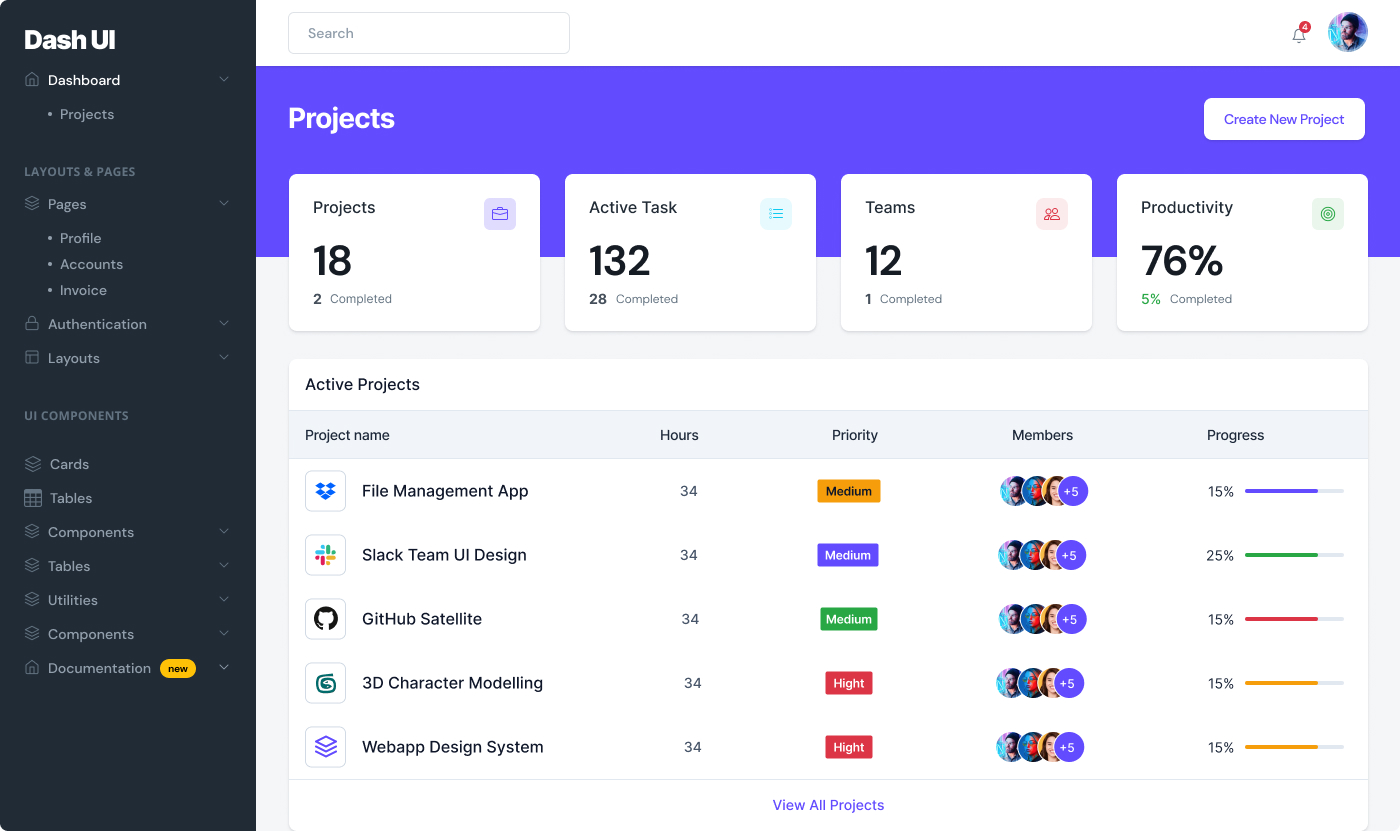 Dash UI
Dashboard
• Projects
LAYOUTS & PAGES
Pages
• Profile
• Accounts
• Invoice
Authentication
Layouts
UI COMPONENTS
Cards
Tables
Components
Tables
Utilities
Components
Documentation new
Search
4
Projects
Create New Project
Projects
18
2 Completed
Active Task
132
28 Completed
Teams
12
1 Completed
Productivity
76%
5% Completed
Active Projects
Project name Hours Priority Members Progress
File Management App 34 Medium +5 15%
Slack Team UI Design 34 Medium +5 25%
GitHub Satellite 34 Medium +5 15%
3D Character Modelling 34 Hight +5 15%
Webapp Design System 34 Hight +5 15%
View All Projects